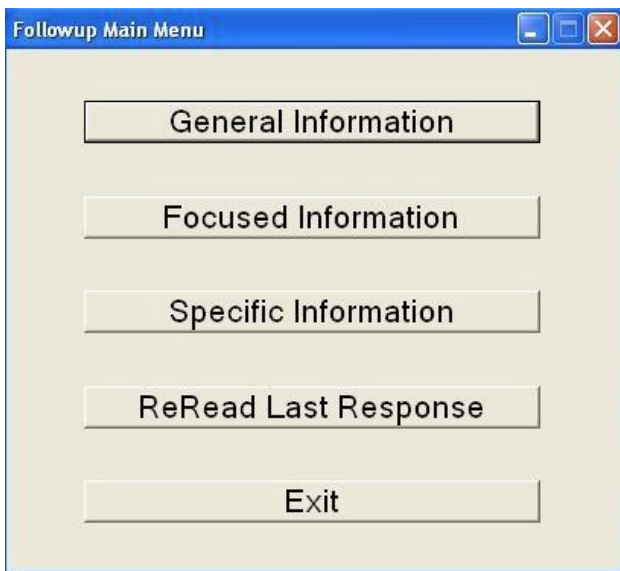 Followup Main Menu
General Information
Focused Information
Specific Information
ReRead Last Response
Exit